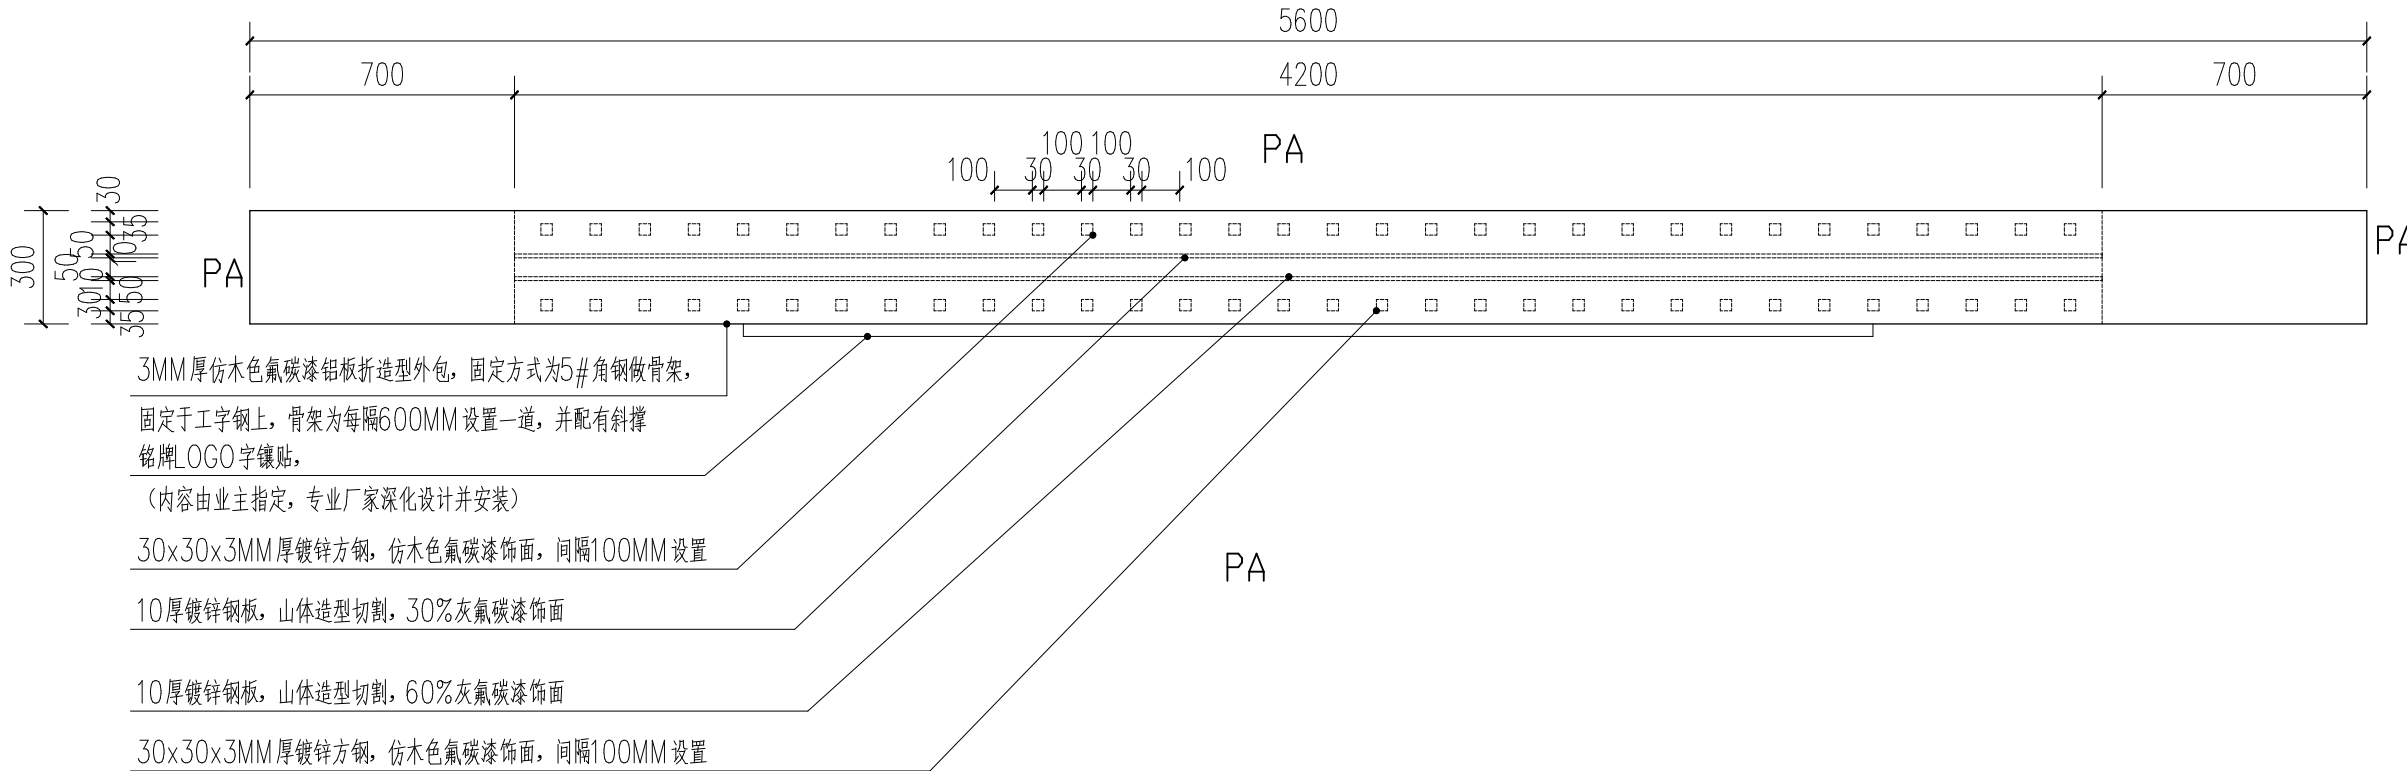 5600
700
4200
700
PA
100 100
100 30 30 30 100
30
35
50
10
50
10
50
30
35
300
PA
PA
3MM厚仿木色氟碳漆铝板折造型外包，固定方式为5#角钢做骨架，
固定于工字钢上，骨架为每隔600MM设置一道，并配有斜撑
铭牌LOGO字镶贴，
（内容由业主指定，专业厂家深化设计并安装）
30x30x3MM厚镀锌方钢，仿木色氟碳漆饰面，间隔100MM设置
PA
10厚镀锌钢板，山体造型切割，30%灰氟碳漆饰面
10厚镀锌钢板，山体造型切割，60%灰氟碳漆饰面
30x30x3MM厚镀锌方钢，仿木色氟碳漆饰面，间隔100MM设置